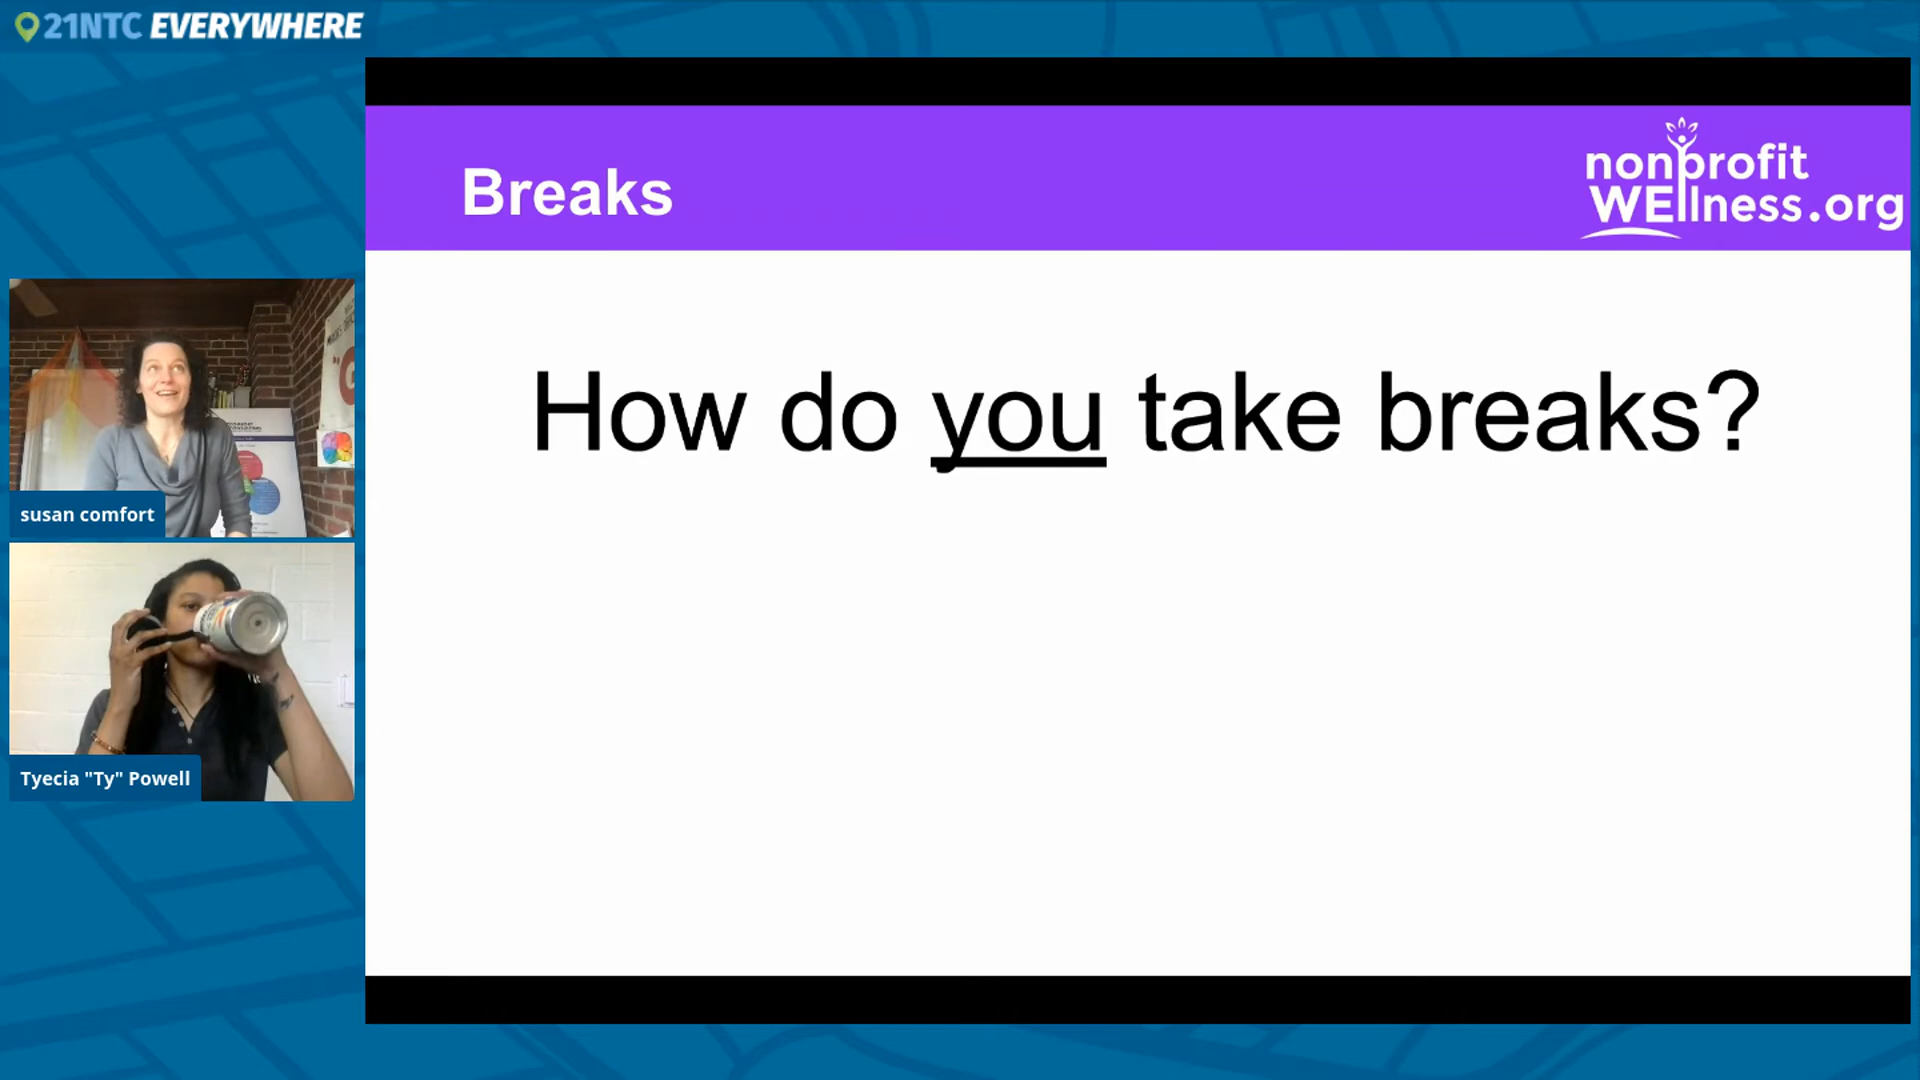 21NTC EVERYWHERE
Breaks
nonprofit
WEllness.org
How do you take breaks?
susan comfort
Tyecia "Ty" Powell